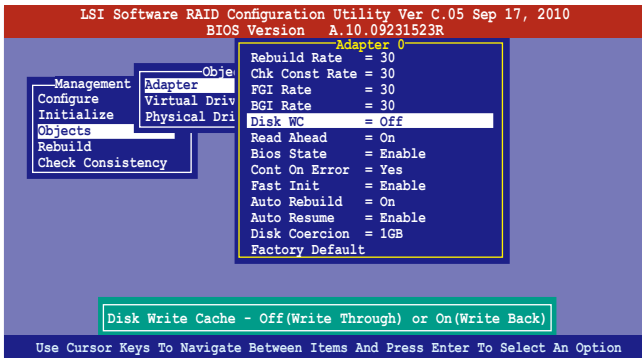 LSI Software RAID Configuration Utility Ver C.05 Sep 17, 2010
BIOS Version A.10.09231523R
Management
Configure
Initialize
Objects
Rebuild
Check Consistency
Obje
Adapter
Virtual Driv
Physical Dri
Adapter 0
Rebuild Rate = 30
Chk Const Rate = 30
FGI Rate = 30
BGI Rate = 30
Disk WC = Off
Read Ahead = On
Bios State = Enable
Cont On Error = Yes
Fast Init = Enable
Auto Rebuild = On
Auto Resume = Enable
Disk Coercion = 1GB
Factory Default
Disk Write Cache - Off(Write Through) or On(Write Back)
Use Cursor Keys To Navigate Between Items And Press Enter To Select An Option